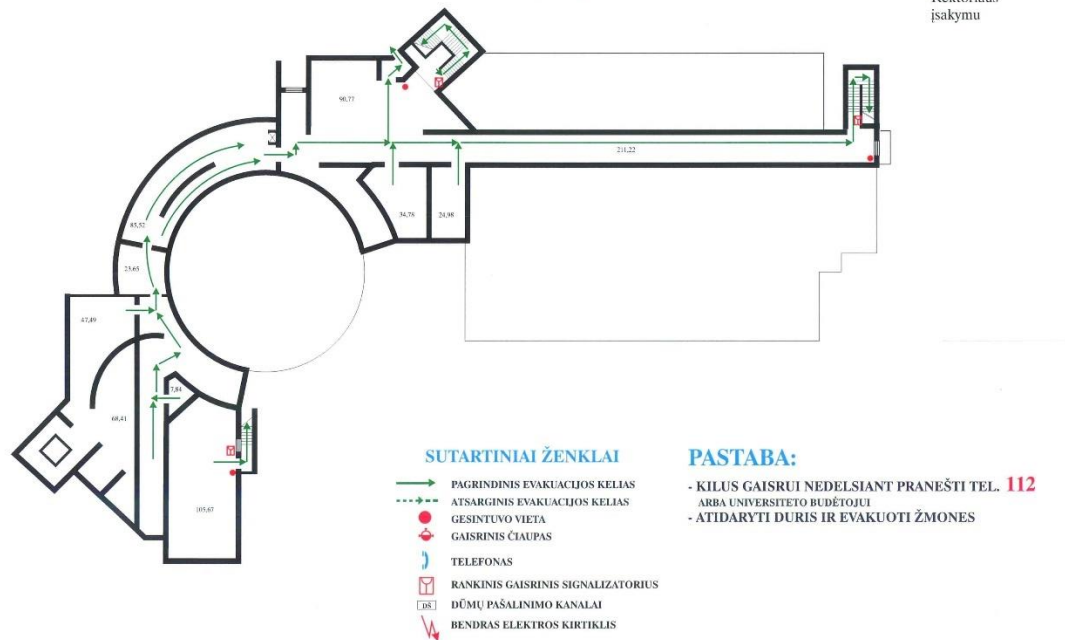 įsakymu
90,77
211,22
34,76
24,98
85,52
23,65
47,49
7,84
68,41
105,67
SUTARTINIAI ŽENKLAI
PAGRINDINIS EVAKUACIJOS KELIAS
ATSARGINIS EVAKUACIJOS KELIAS
GESINTUVO VIETA
GAISRINIS ČIAUPAS
TELEFONAS
RANKINIS GAISRINIS SIGNALIZATORIUS
DŠ DŪMŲ PAŠALINIMO KANALAI
BENDRAS ELEKTROS KIRTIKLIS
PASTABA:
- KILUS GAISRUI NEDELSIANT PRANEŠTI TEL. 112
ARBA UNIVERSITETO BUDĖTOJUI
- ATIDARYTI DURIS IR EVAKUOTI ŽMONES